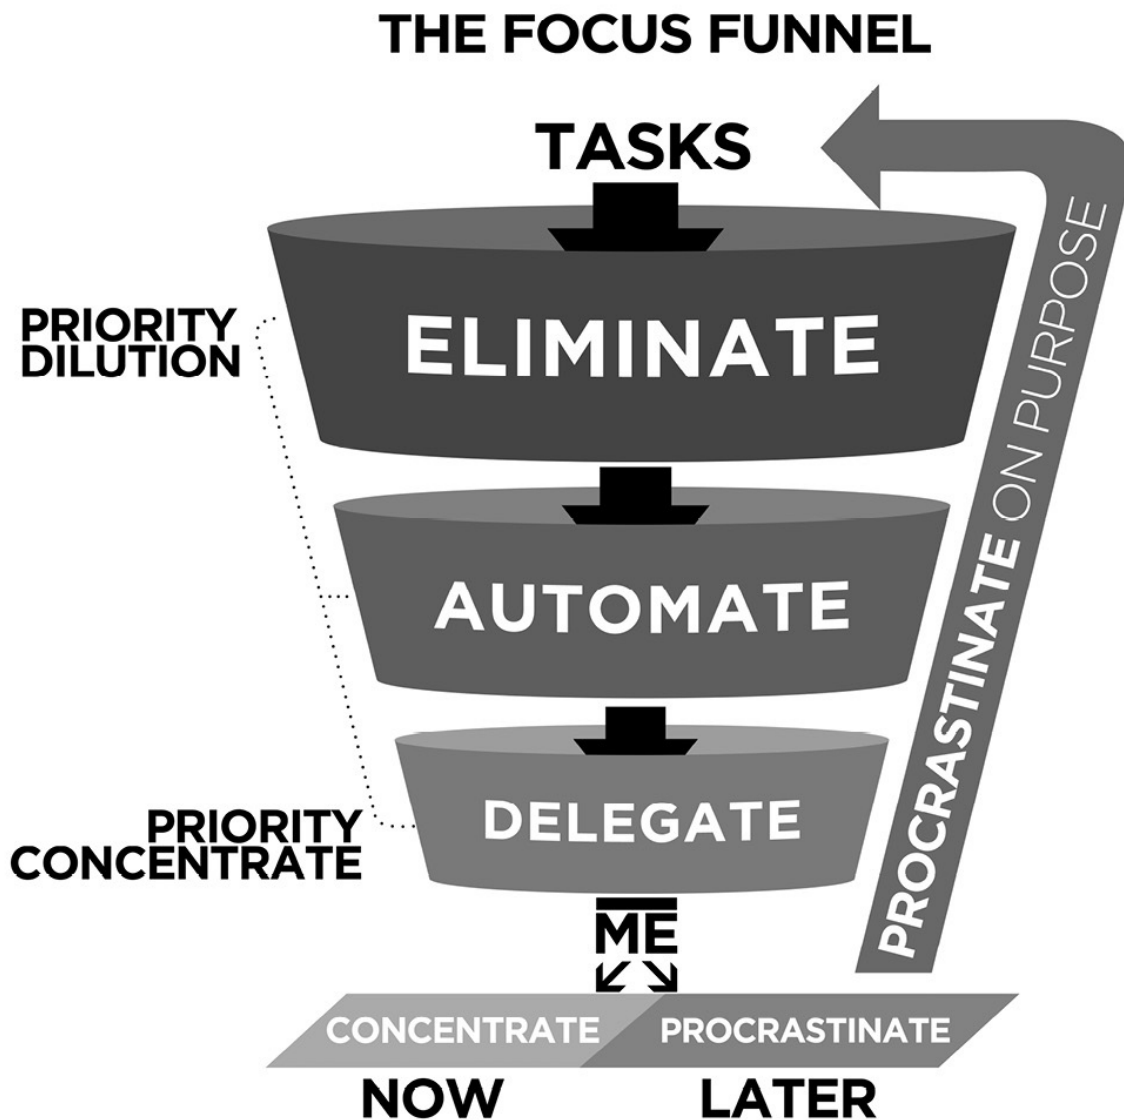 THE FOCUS FUNNEL
TASKS
ELIMINATE
PRIORITY
DILUTION
AUTOMATE
DELEGATE
PRIORITY
CONCENTRATE
PROCRASTINATE ON PURPOSE
ME
CONCENTRATE
PROCRASTINATE
NOW
LATER